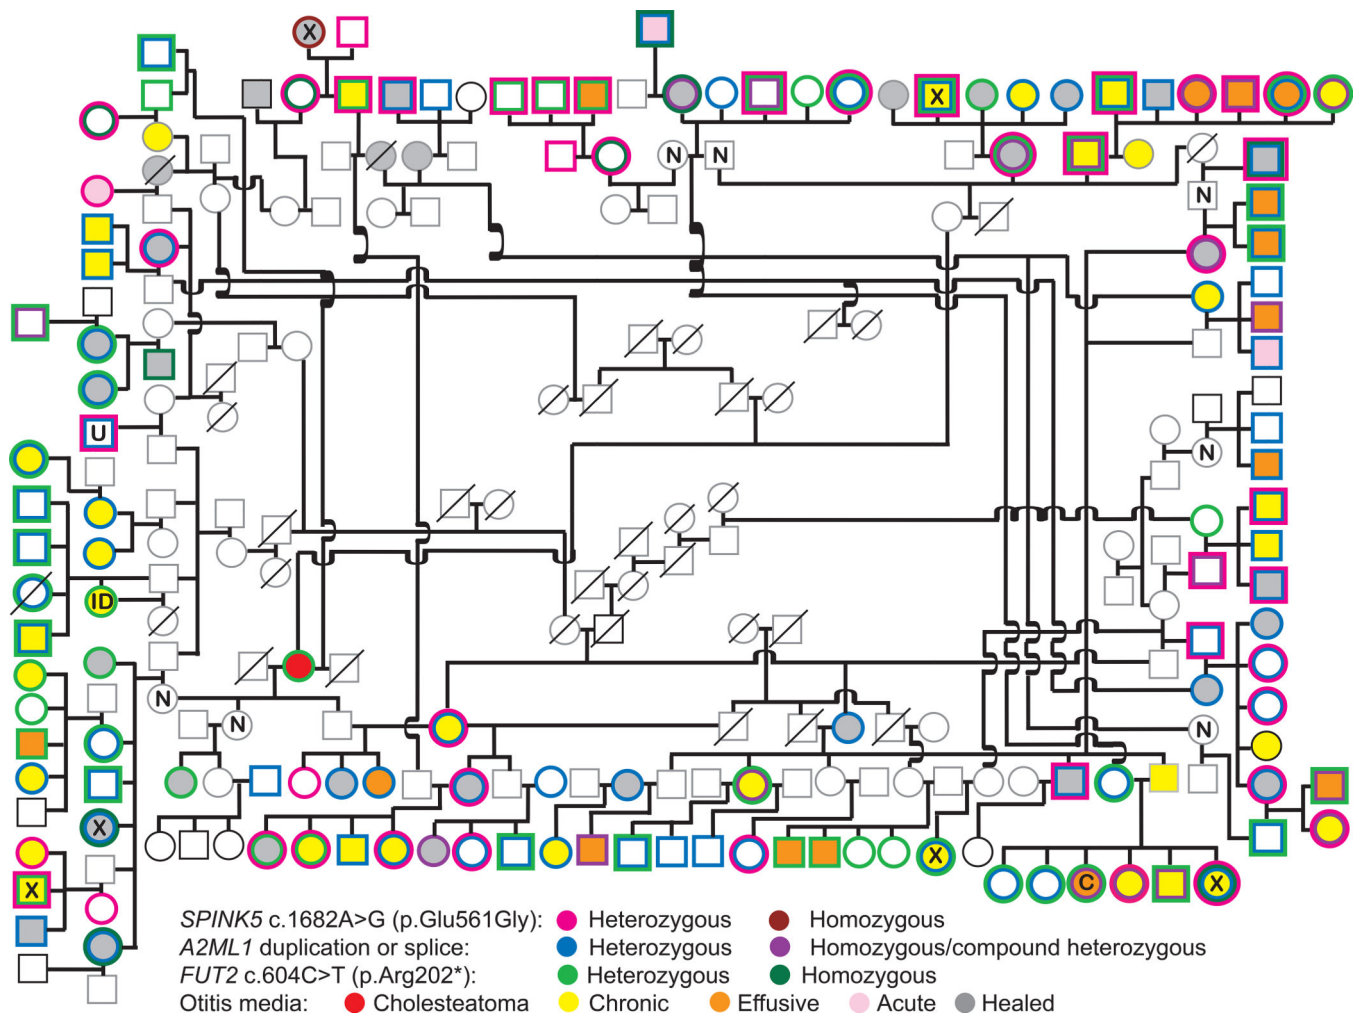 X
X
N
N
N
U
N
ID
N
N
N
X
X
X
C
X
SPINK5 c.1682A>G (p.Glu561Gly): Heterozygous Homozygous
A2ML1 duplication or splice: Heterozygous Homozygous/compound heterozygous
FUT2 c.604C>T (p.Arg202*): Heterozygous Homozygous
Otitis media: Cholesteatoma Chronic Effusive Acute Healed